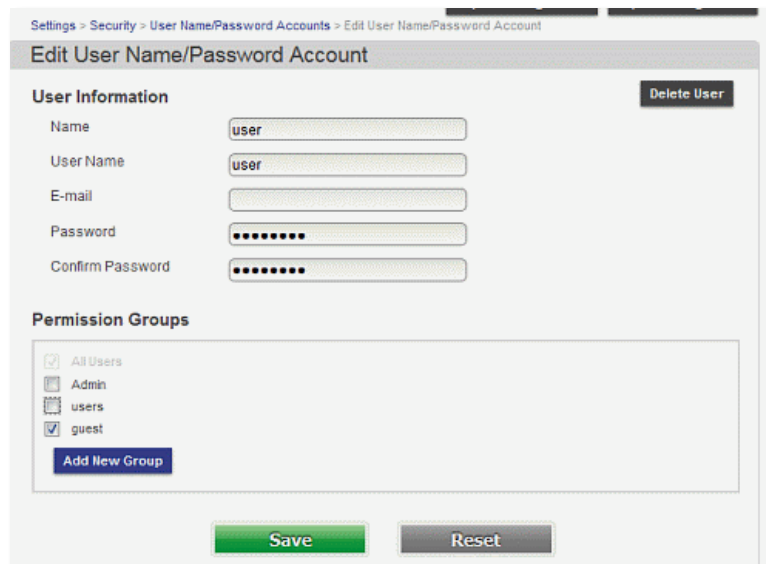 Settings > Security > User Name/Password Accounts > Edit User Name/Password Account
Edit User Name/Password Account
User Information
Delete User
Name
user
User Name
user
E-mail
Password
••••••••
Confirm Password
••••••••
Permission Groups
All Users
Admin
users
guest
Add New Group
Save
Reset